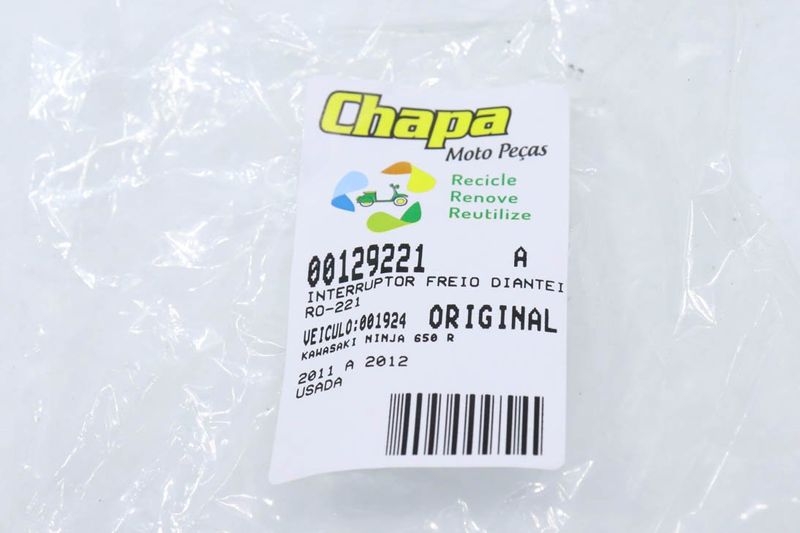 Chapa
Moto Peças
Recicle
Renove
Reutilize
00129221 A
INTERRUPTOR FREIO DIANTEI
RO-221
VEICULO:001924 ORIGINAL
KAWASAKI NINJA 650 R
2011 A 2012
USADA